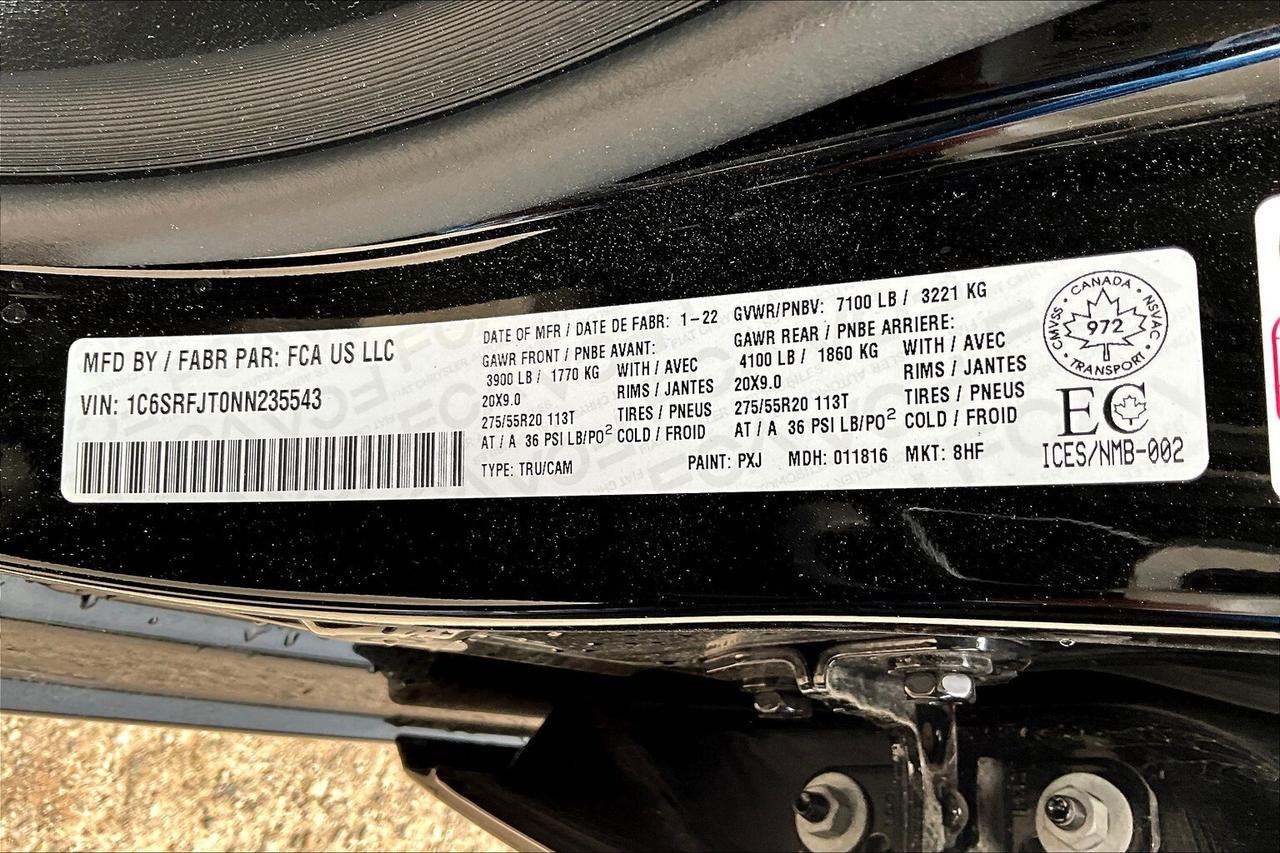 MFD BY / FABR PAR: FCA US LLC
VIN: 1C6SRFJT0NN235543
DATE OF MFR / DATE DE FABR: 1-22
GAWR FRONT / PNBE AVANT:
3900 LB / 1770 KG WITH / AVEC
20X9.0 RIMS / JANTES
275/55R20 113T TIRES / PNEUS
AT / A 36 PSI LB/PO² COLD / FROID
TYPE: TRU/CAM
GVWR/PNBV: 7100 LB / 3221 KG
GAWR REAR / PNBE ARRIERE:
4100 LB / 1860 KG WITH / AVEC
20X9.0 RIMS / JANTES
275/55R20 113T TIRES / PNEUS
AT / A 36 PSI LB/PO² COLD / FROID
PAINT: PXJ MDH: 011816 MKT: 8HF
CANADA
CMVSS
NSVAC
972
TRANSPORT
EC
ICES/NMB-002